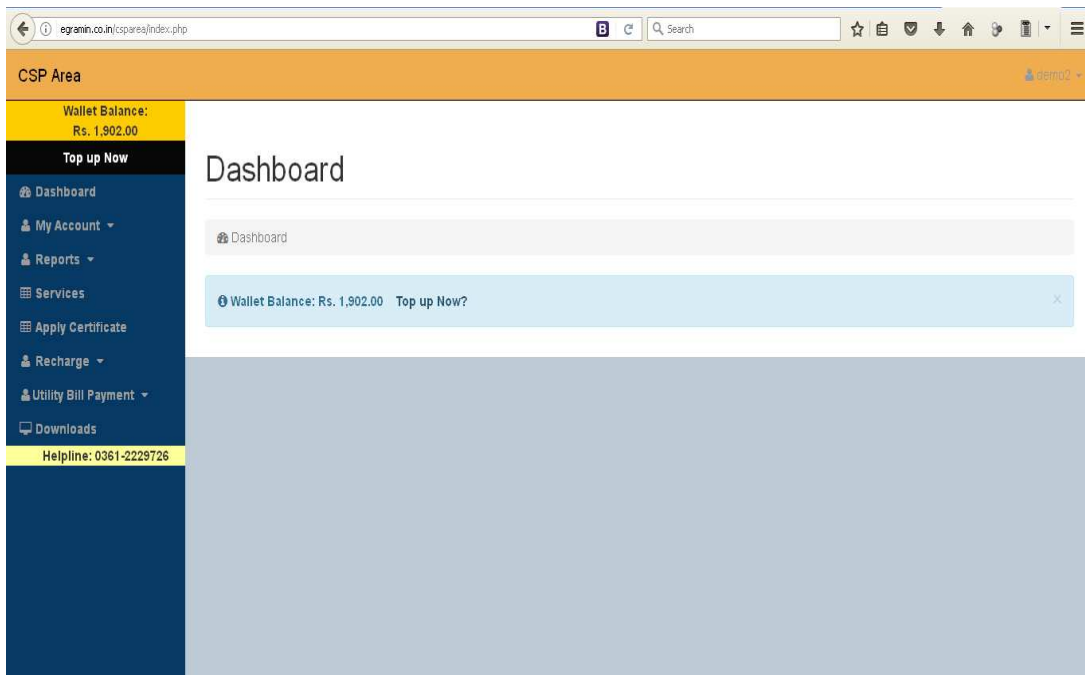 egramin.co.in/csparea/index.php
B
Search
CSP Area
demo2
Wallet Balance:
Rs. 1,902.00
Top up Now
Dashboard
My Account
Reports
Services
Apply Certificate
Recharge
Utility Bill Payment
Downloads
Helpline: 0361-2229726
Dashboard
Dashboard
Wallet Balance: Rs. 1,902.00 Top up Now?
x